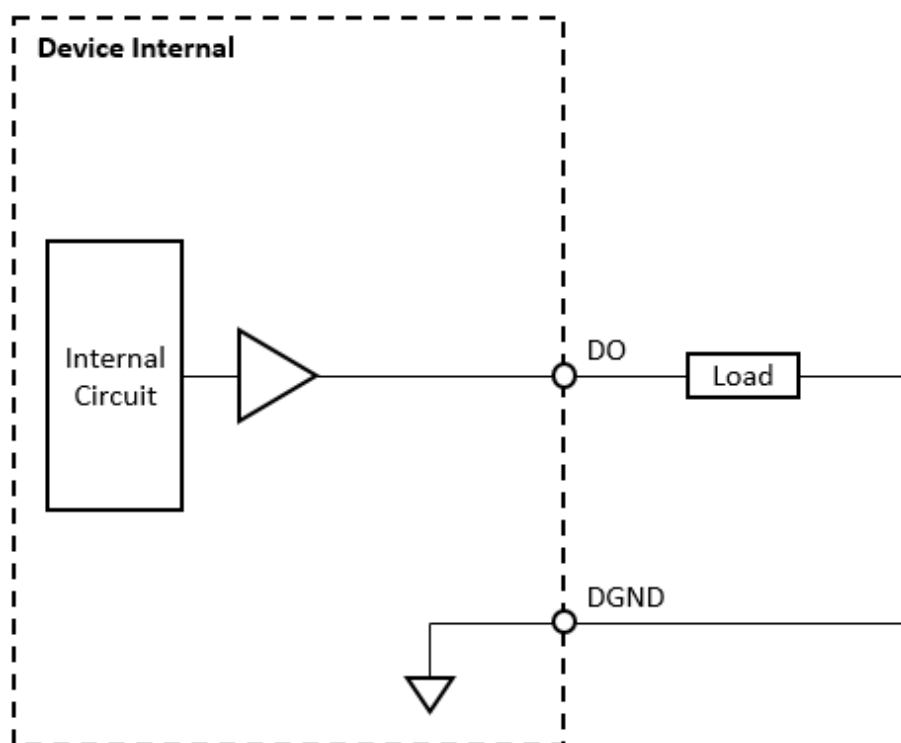 Device Internal
Internal
Circuit
DO
Load
DGND